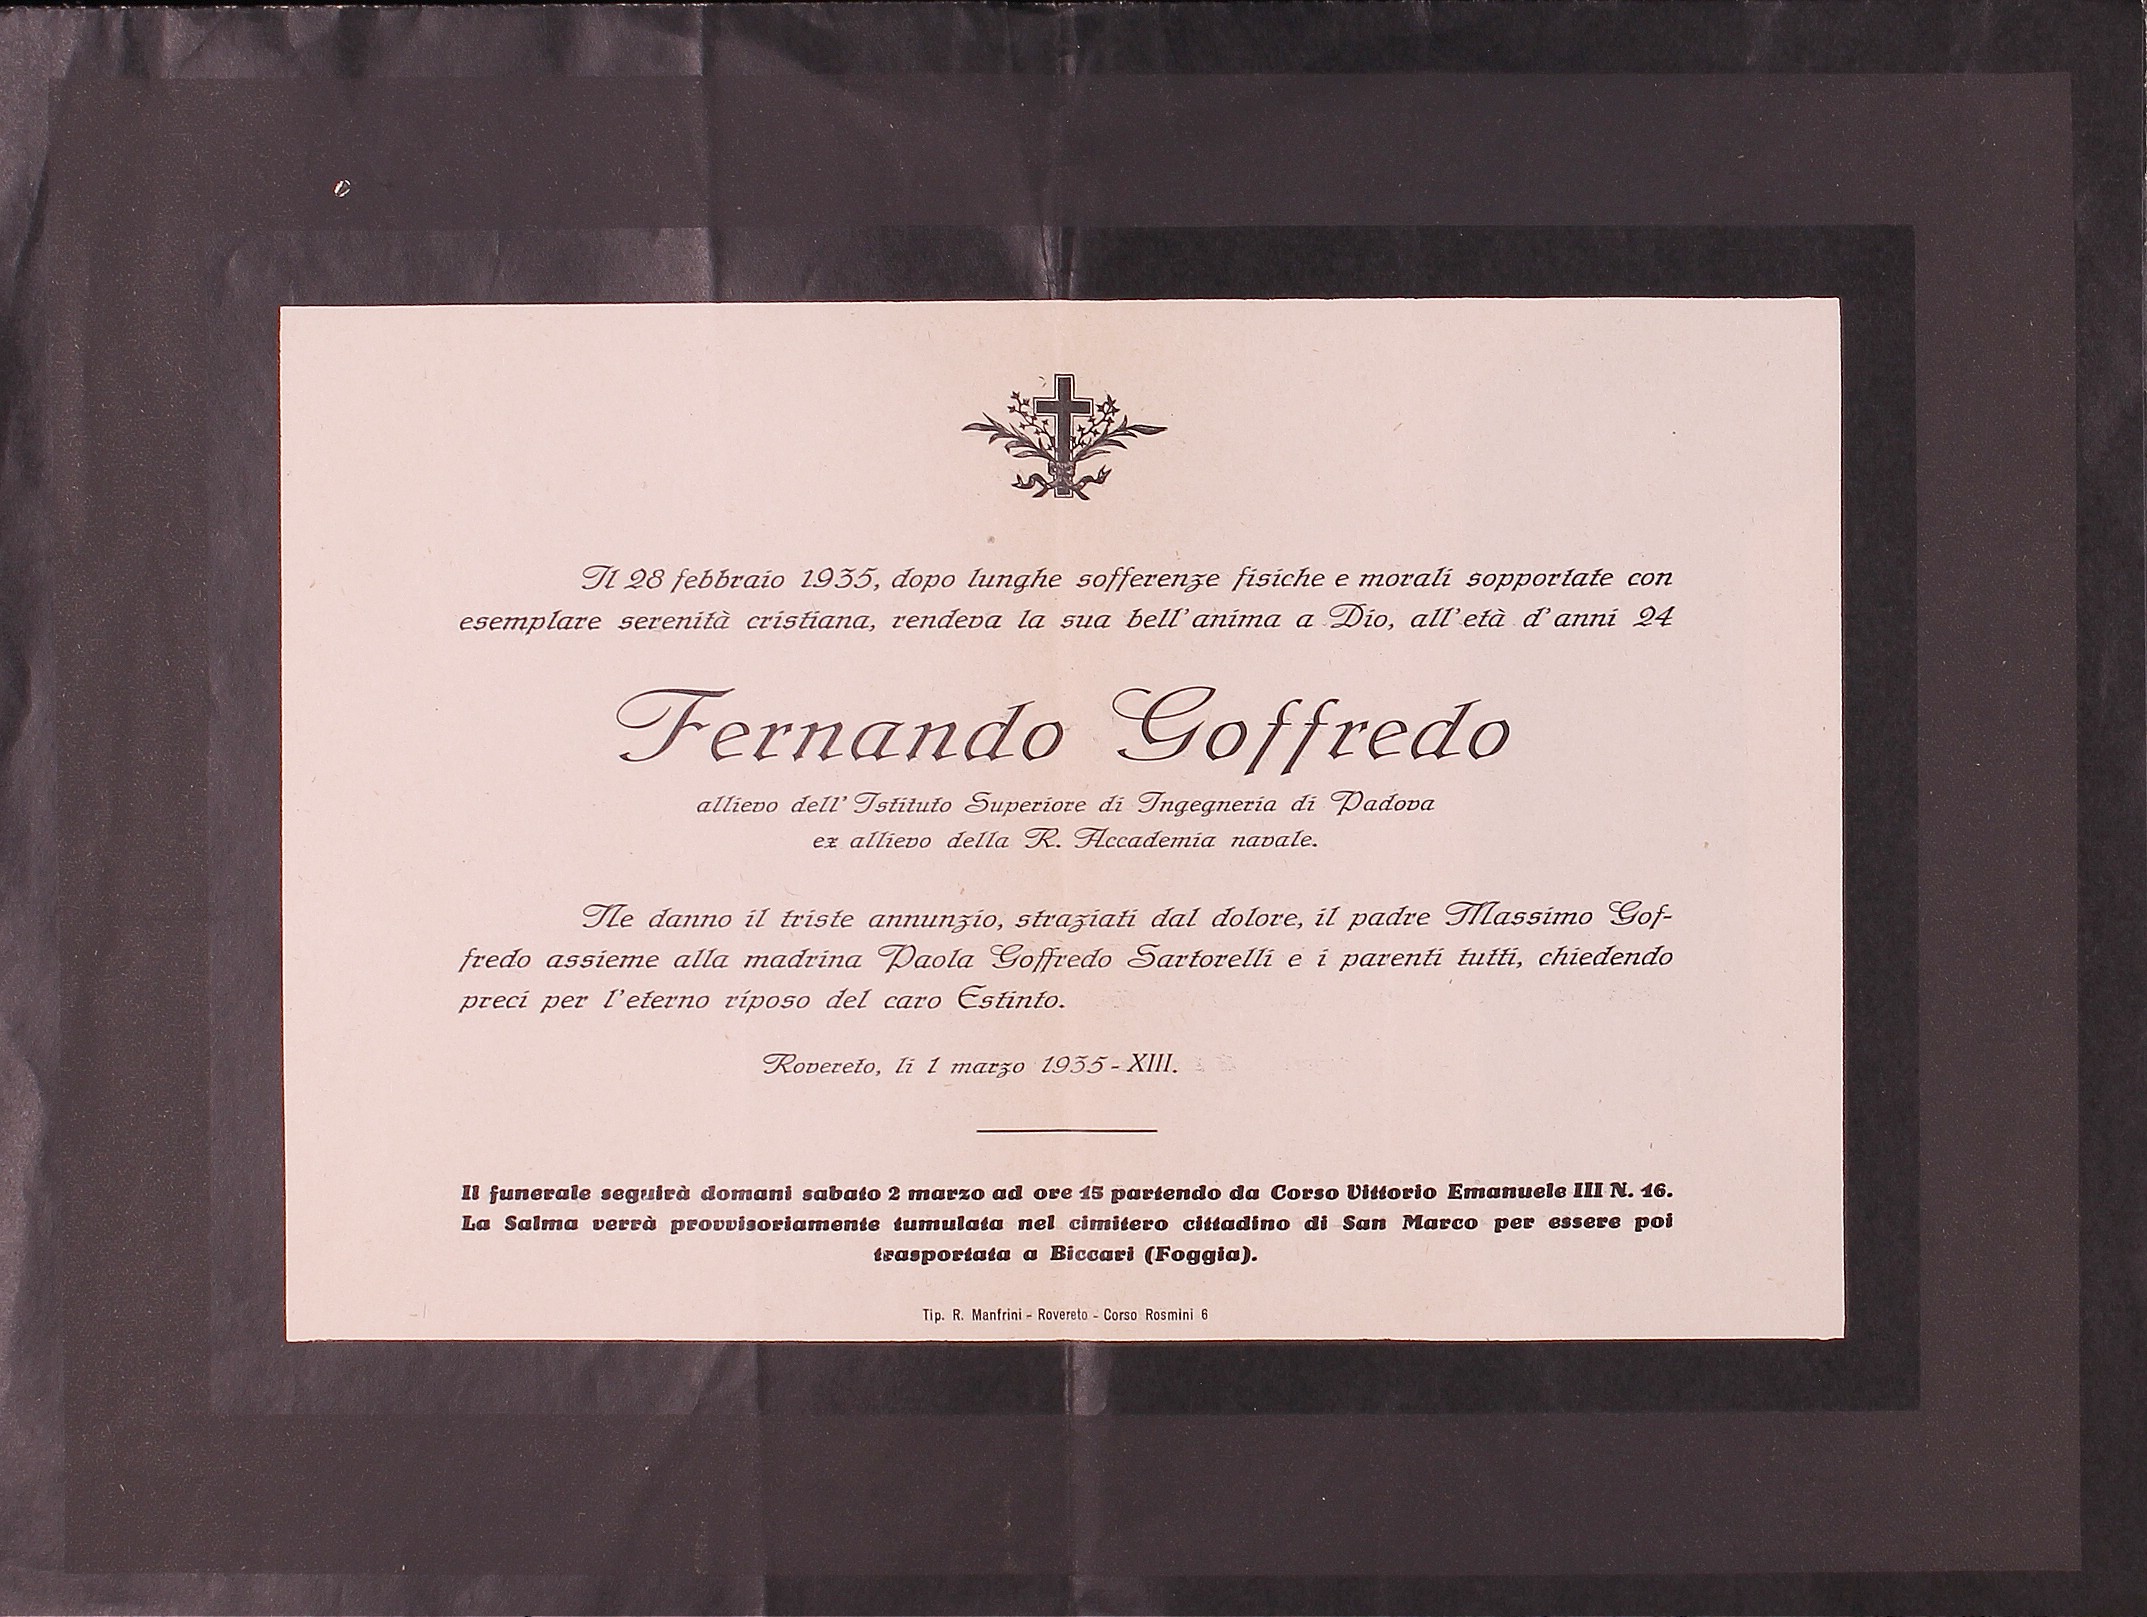 Il 28 febbraio 1935, dopo lunghe sofferenze fisiche e morali sopportate con
esemplare serenità cristiana, rendeva la sua bell'anima a Dio, all'età d'anni 24
Fernando Goffredo
allievo dell'Istituto Superiore di Ingegneria di Padova
ex allievo della R. Accademia navale.
Ne danno il triste annunzio, straziati dal dolore, il padre Massimo Gof-
fredo assieme alla madrina Paola Goffredo Sartorelli e i parenti tutti, chiedendo
preci per l'eterno riposo del caro Estinto.
Rovereto, li 1 marzo 1935 - XIII.
Il funerale seguirà domani sabato 2 marzo ad ore 15 partendo da Corso Vittorio Emanuele III N. 16.
La Salma verrà provvisoriamente tumulata nel cimitero cittadino di San Marco per essere poi
trasportata a Biccari (Foggia).
Tip. R. Manfrini - Rovereto - Corso Rosmini 6